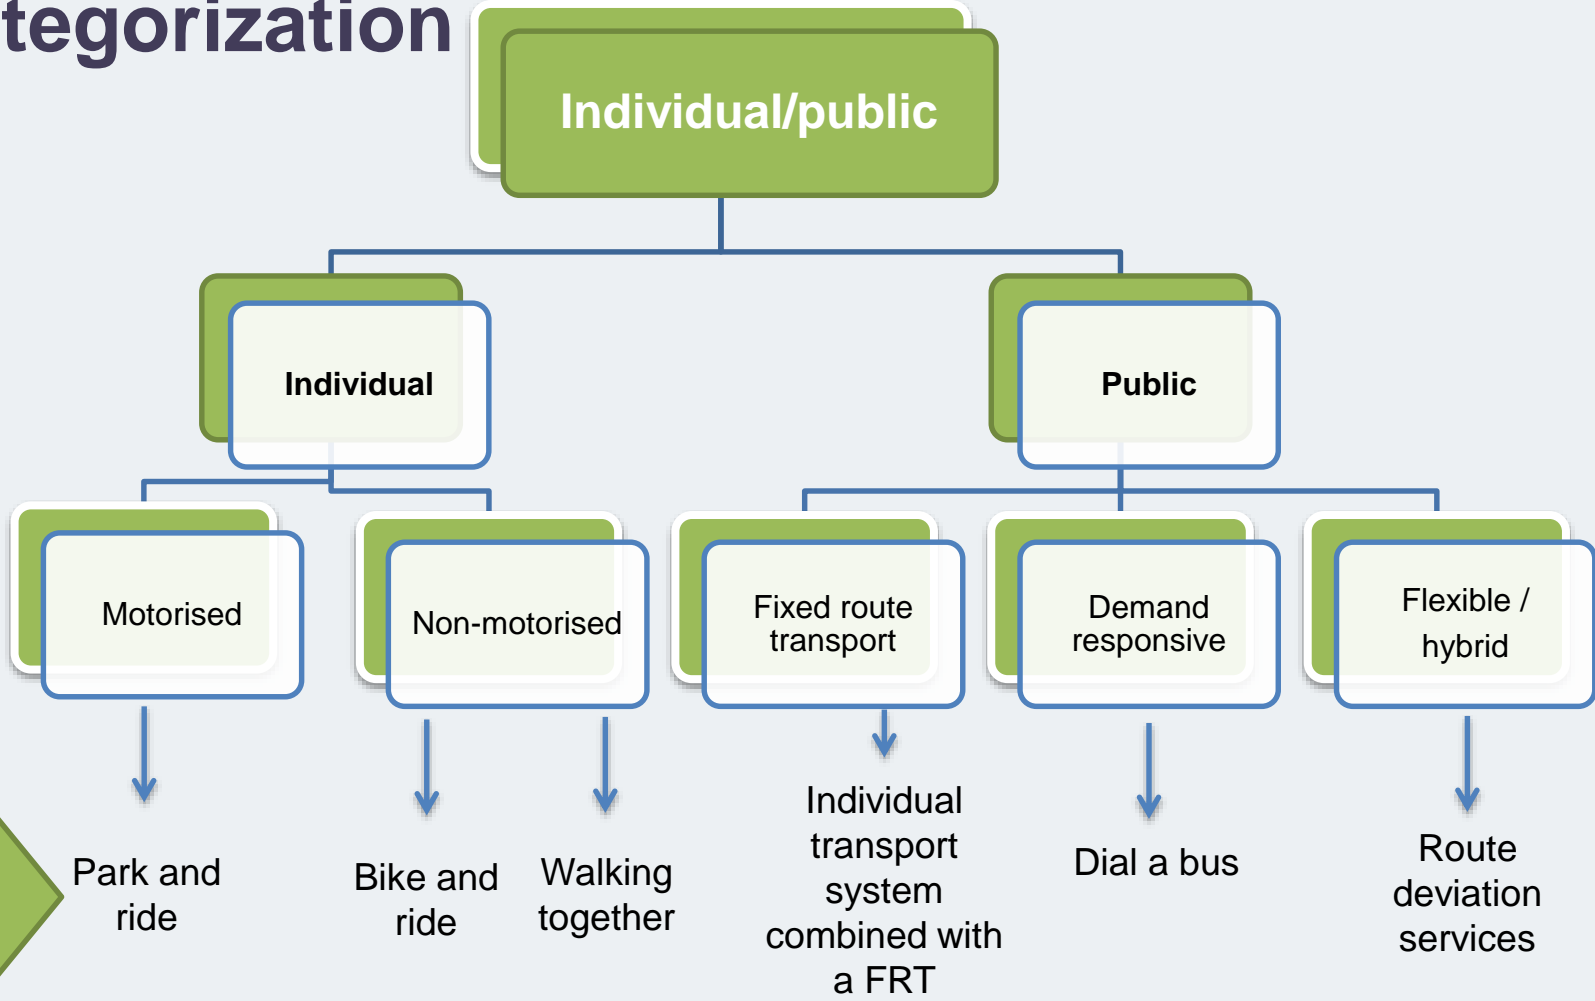 tegorization
Individual/public
Individual
Public
Motorised
Non-motorised
Fixed route
transport
Demand
responsive
Flexible /
hybrid
Park and
ride
Bike and
ride
Walking
together
Individual
transport
system
combined with
a FRT
Dial a bus
Route
deviation
services